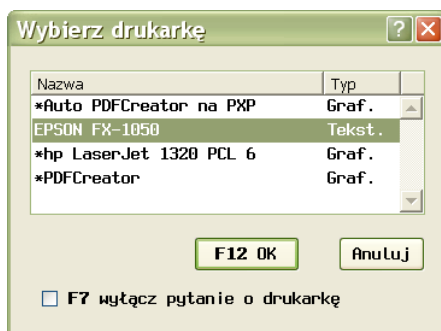 Wybierz drukarkę
Nazwa Typ
*Auto PDFCreator na PXP Graf.
EPSON FX-1050 Tekst.
*hp LaserJet 1320 PCL 6 Graf.
*PDFCreator Graf.
F12 OK Anuluj
F7 wyłącz pytanie o drukarkę